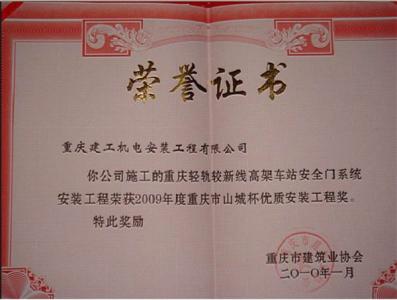 荣誉证书
重庆建工机电安装工程有限公司
你公司施工的重庆轻轨较新线高架车站安全门系统
安装工程荣获2009年度重庆市山城杯优质安装工程奖。
特此奖励
重庆市建筑业协会
二〇一〇年一月